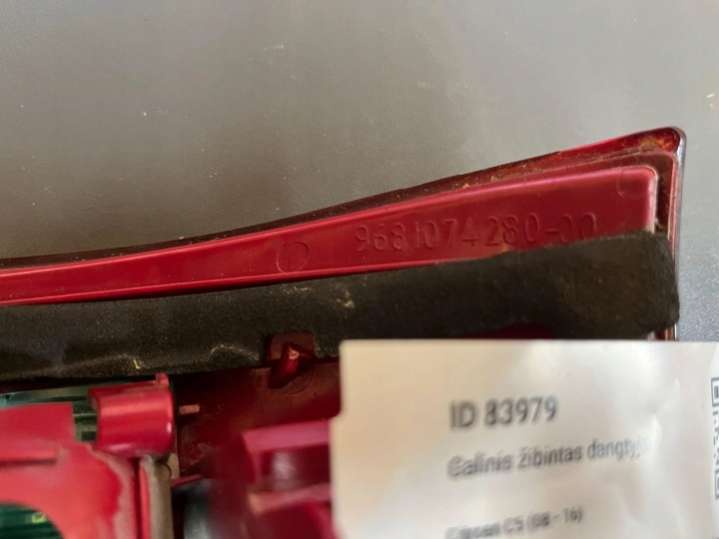 9681074280-00
ID 83979
Galinis žibintas dangtyje
Citroen C5 (08 - 16)